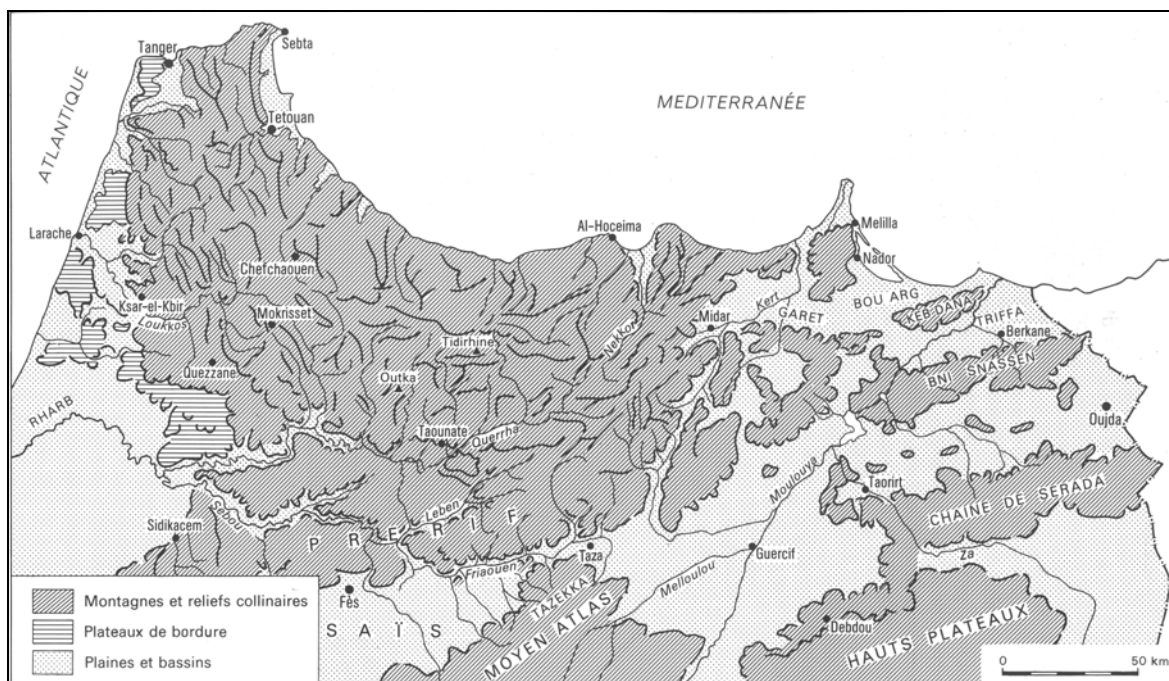 Sebta
Tanger
ATLANTIQUE
MEDITERRANÉE
Tetouan
Larache
Al-Hoceima
Melilla
Chefchaouen
Nador
Ksar-el-Kbir
Loukkos
Mokrisset
Kert
BOU ARG
KEBDANA
Midar
GARET
TRIFFA
Nekkor
Berkane
Tidirhine
Quezzane
BNI SNASSEN
Outka
RHARB
Oujda
Taounate
Querrha
Moulouya
Taorirt
CHAINE DE SERADA
Sebou
Leben
Sidikacem
PRERIF
Taza
Guercif
Za
Friaouen
Melloulou
Fès
TAZEKKA
SAÏS
MOYEN ATLAS
Debdou
HAUTS PLATEAUX
Montagnes et reliefs collinaires
Plateaux de bordure
Plaines et bassins
0 50 km